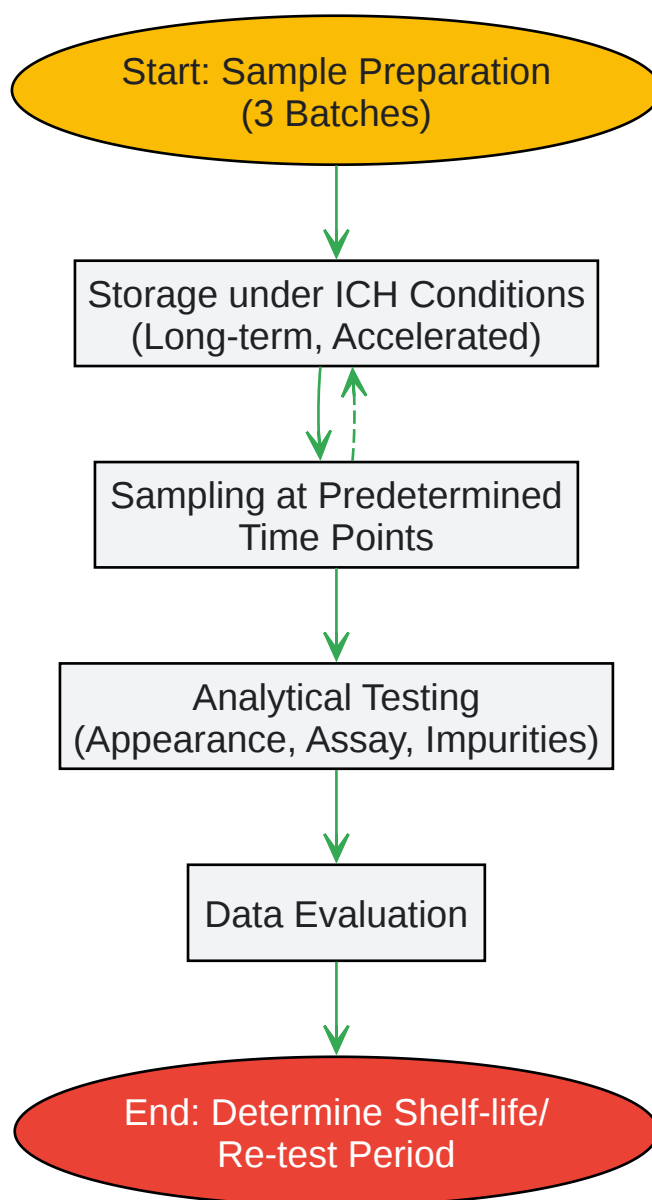 Start: Sample Preparation
(3 Batches)
Storage under ICH Conditions
(Long-term, Accelerated)
Sampling at Predetermined
Time Points
Analytical Testing
(Appearance, Assay, Impurities)
Data Evaluation
End: Determine Shelf-life/
Re-test Period